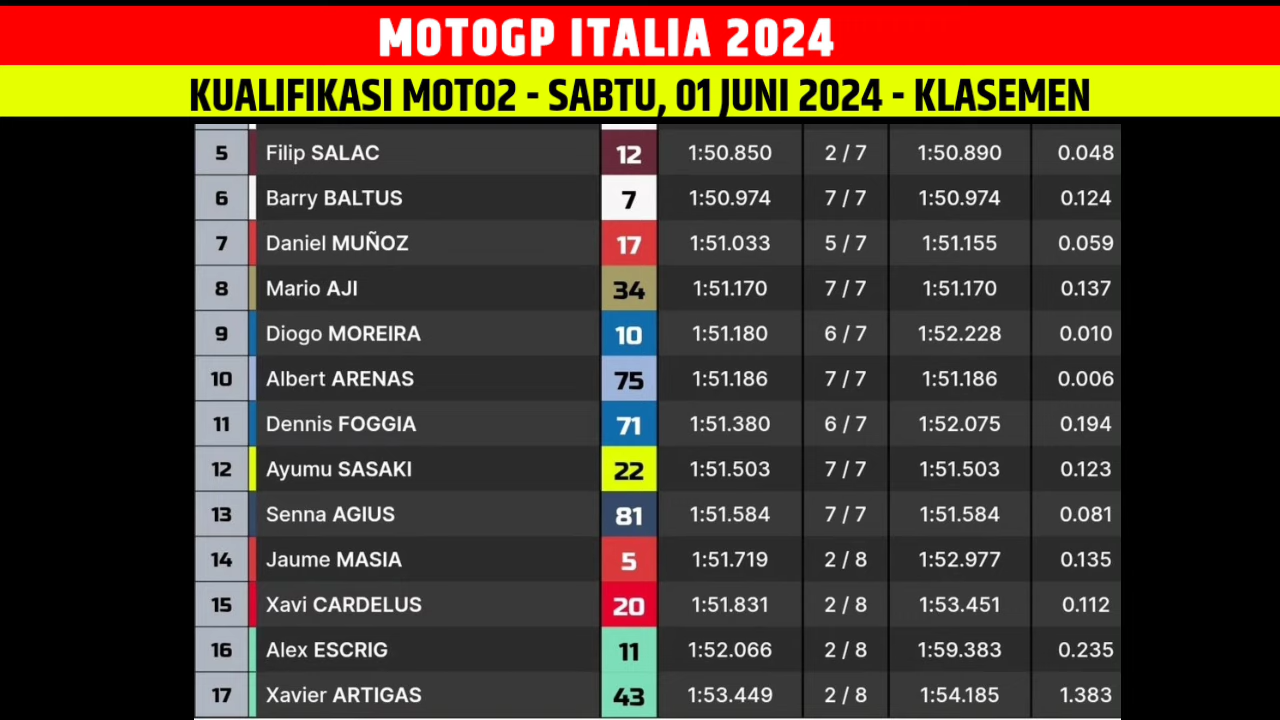 MOTOGP ITALIA 2024
KUALIFIKASI MOTO2 - SABTU, 01 JUNI 2024 - KLASEMEN
5 Filip SALAC 12 1:50.850 2 / 7 1:50.890 0.048
6 Barry BALTUS 7 1:50.974 7 / 7 1:50.974 0.124
7 Daniel MUÑOZ 17 1:51.033 5 / 7 1:51.155 0.059
8 Mario AJI 34 1:51.170 7 / 7 1:51.170 0.137
9 Diogo MOREIRA 10 1:51.180 6 / 7 1:52.228 0.010
10 Albert ARENAS 75 1:51.186 7 / 7 1:51.186 0.006
11 Dennis FOGGIA 71 1:51.380 6 / 7 1:52.075 0.194
12 Ayumu SASAKI 22 1:51.503 7 / 7 1:51.503 0.123
13 Senna AGIUS 81 1:51.584 7 / 7 1:51.584 0.081
14 Jaume MASIA 5 1:51.719 2 / 8 1:52.977 0.135
15 Xavi CARDELUS 20 1:51.831 2 / 8 1:53.451 0.112
16 Alex ESCRIG 11 1:52.066 2 / 8 1:59.383 0.235
17 Xavier ARTIGAS 43 1:53.449 2 / 8 1:54.185 1.383